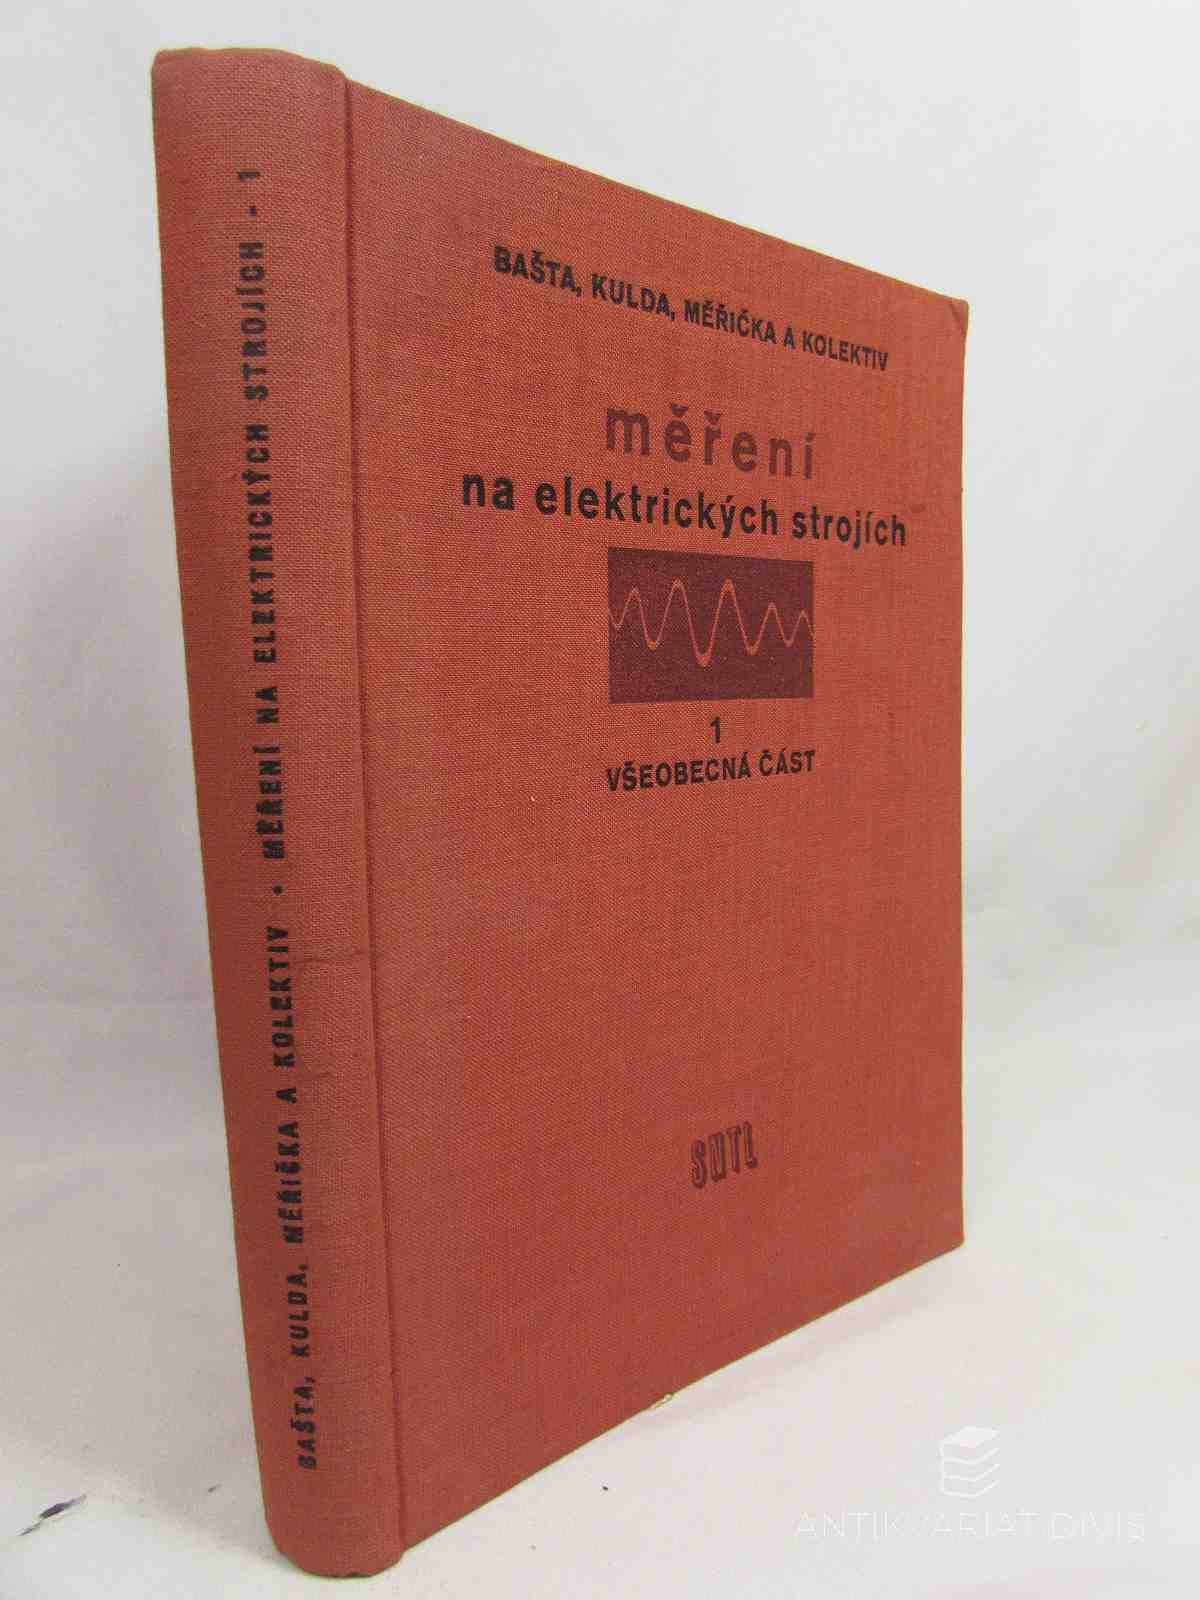 BAŠTA, KULDA, MĚŘIČKA A KOLEKTIV · MĚŘENÍ NA ELEKTRICKÝCH STROJÍCH - 1
BAŠTA, KULDA, MĚŘIČKA A KOLEKTIV
měření
na elektrických strojích
1
VŠEOBECNÁ ČÁST
SNTL
ANTIKVARIAT DIVIŠ